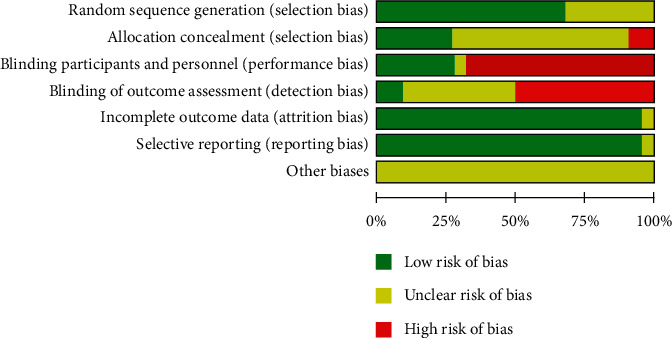 Random sequence generation (selection bias)
Allocation concealment (selection bias)
Blinding participants and personnel (performance bias)
Blinding of outcome assessment (detection bias)
Incomplete outcome data (attrition bias)
Selective reporting (reporting bias)
Other biases
0% 25% 50% 75% 100%
Low risk of bias
Unclear risk of bias
High risk of bias